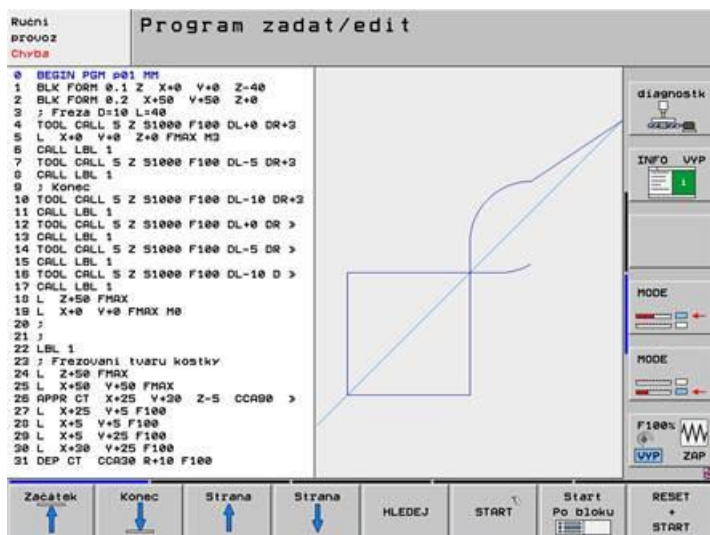 Ruční
provoz
Chyba
Program zadat/edit
0 BEGIN PGM p01 MM
1 BLK FORM 0.1 Z X+0 Y+0 Z-40
2 BLK FORM 0.2 X+50 Y+50 Z+0
3 ; Freza D=10 L=40
4 TOOL CALL 5 Z S1000 F100 DL+0 DR+3
5 L X+0 Y+0 Z+0 FMAX M3
6 CALL LBL 1
7 TOOL CALL 5 Z S1000 F100 DL-5 DR+3
8 CALL LBL 1
9 ; Konec
10 TOOL CALL 5 Z S1000 F100 DL-10 DR+3
11 CALL LBL 1
12 TOOL CALL 5 Z S1000 F100 DL+0 DR >
13 CALL LBL 1
14 TOOL CALL 5 Z S1000 F100 DL-5 DR >
15 CALL LBL 1
16 TOOL CALL 5 Z S1000 F100 DL-10 D >
17 CALL LBL 1
18 L Z+50 FMAX
19 L X+0 Y+0 FMAX M0
20 ;
21 ;
22 LBL 1
23 ; Frezovani tvaru kostky
24 L Z+50 FMAX
25 L X+50 Y+50 FMAX
26 APPR CT X+25 Y+30 Z-5 CCA90 >
27 L X+25 Y+5 F100
28 L X+5 Y+5 F100
29 L X+5 Y+25 F100
30 L X+30 Y+25 F100
31 DEP CT CCA30 R+10 F100
diagnostk
INFO VYP
1
MODE
MODE
F100%
VYP ZAP
Začátek
Konec
Strana
Strana
HLEDEJ
START
Start
Po bloku
RESET
+
START